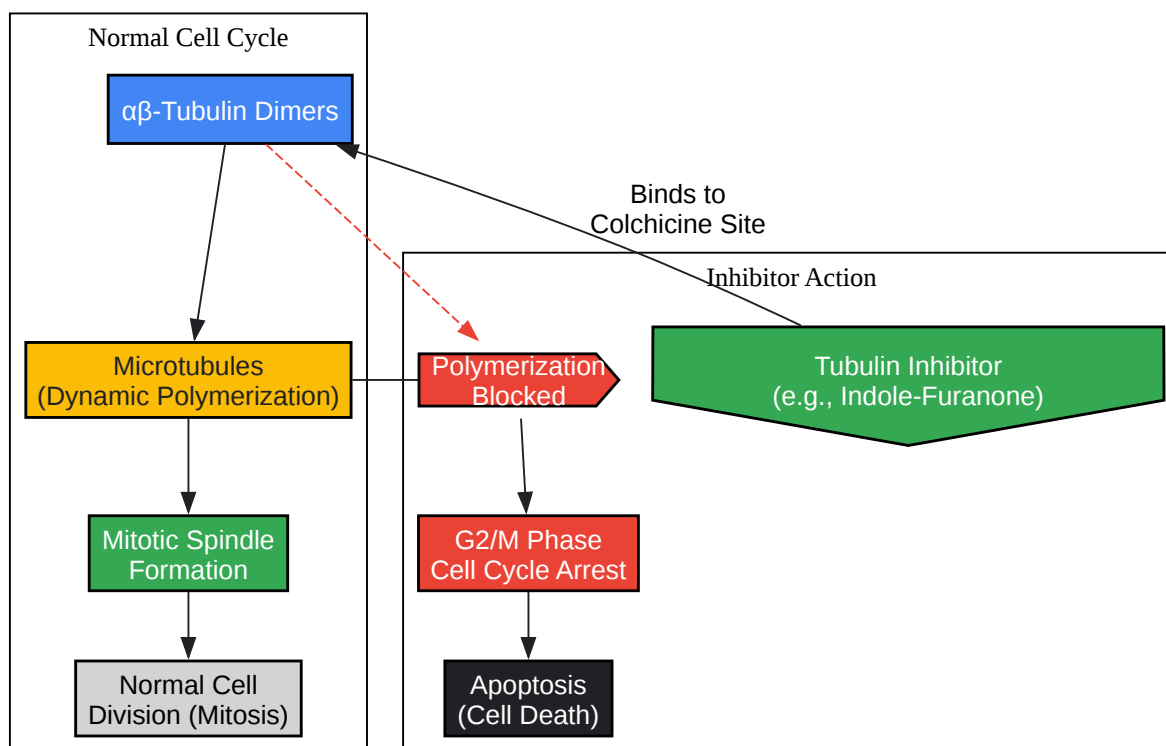 Normal Cell Cycle
αβ-Tubulin Dimers
Binds to
Colchicine Site
Inhibitor Action
Microtubules
(Dynamic Polymerization)
Polymerization
Blocked
Tubulin Inhibitor
(e.g., Indole-Furanone)
Mitotic Spindle
Formation
G2/M Phase
Cell Cycle Arrest
Normal Cell
Division (Mitosis)
Apoptosis
(Cell Death)